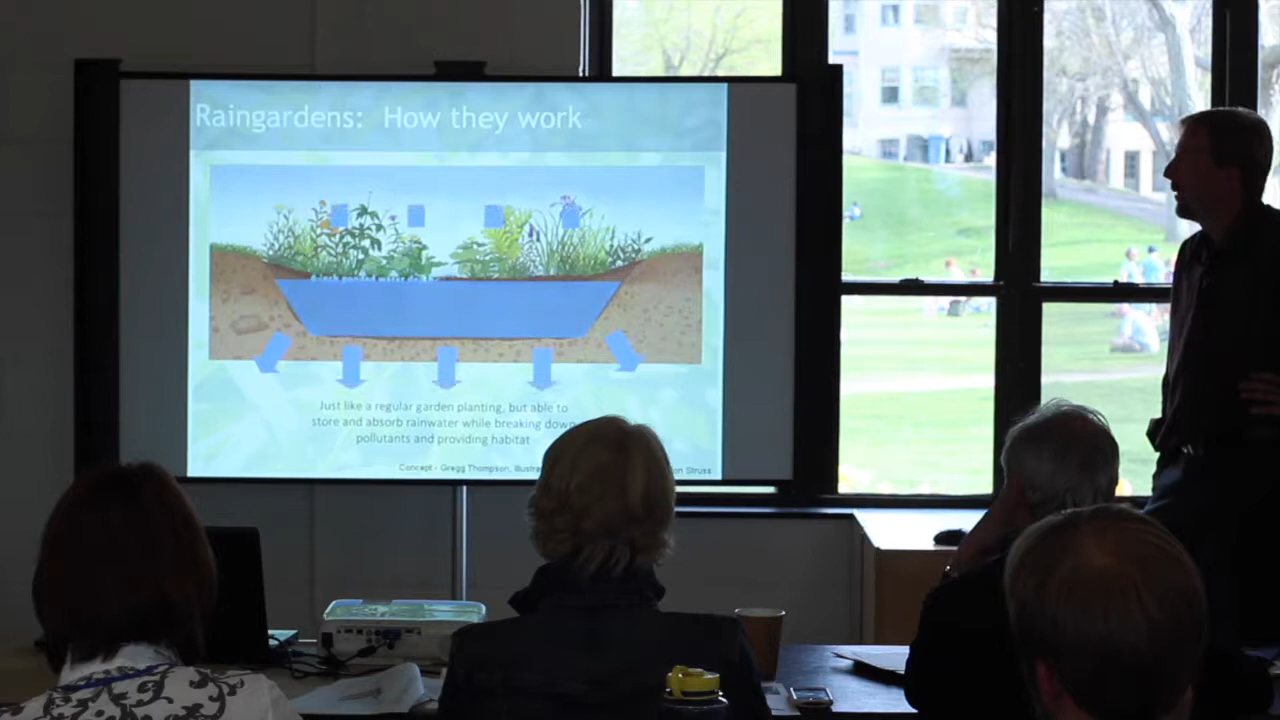 Raingardens: How they work
Just like a regular garden planting, but able to
store and absorb rainwater while breaking down
pollutants and providing habitat
Concept - Gregg Thompson, Struss